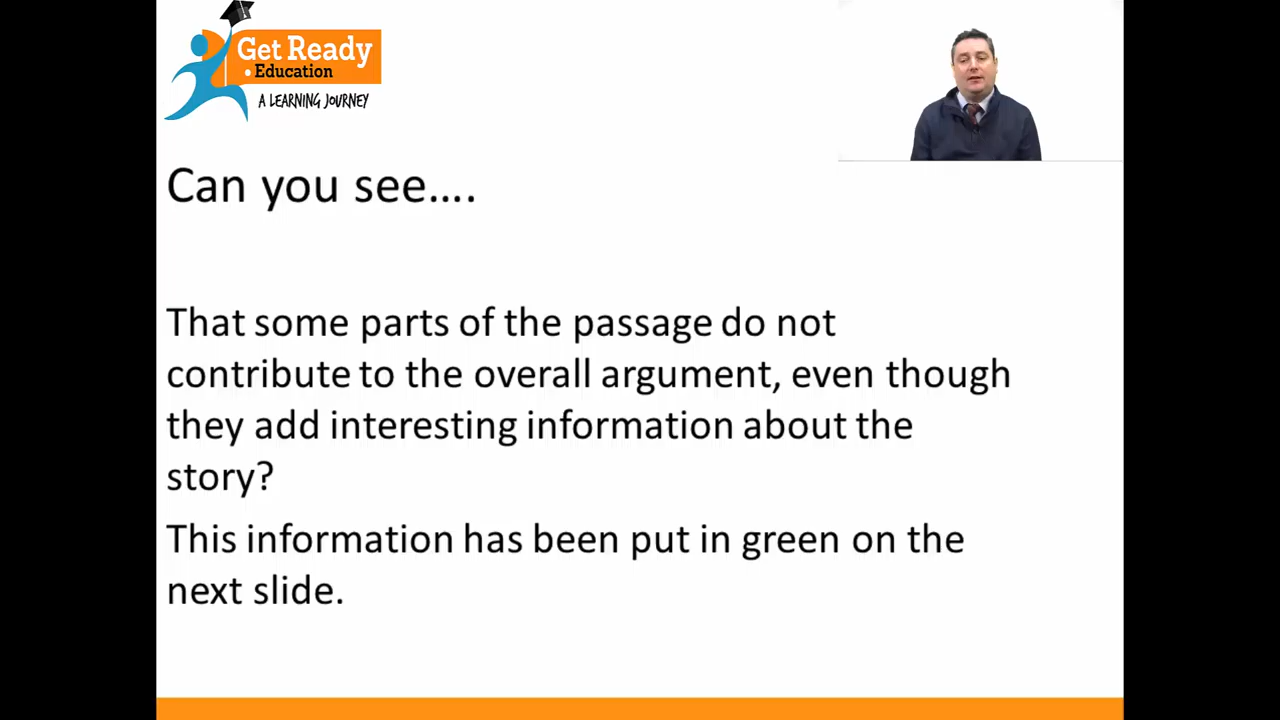 Get Ready
• Education
A LEARNING JOURNEY
Can you see....
That some parts of the passage do not
contribute to the overall argument, even though
they add interesting information about the
story?
This information has been put in green on the
next slide.